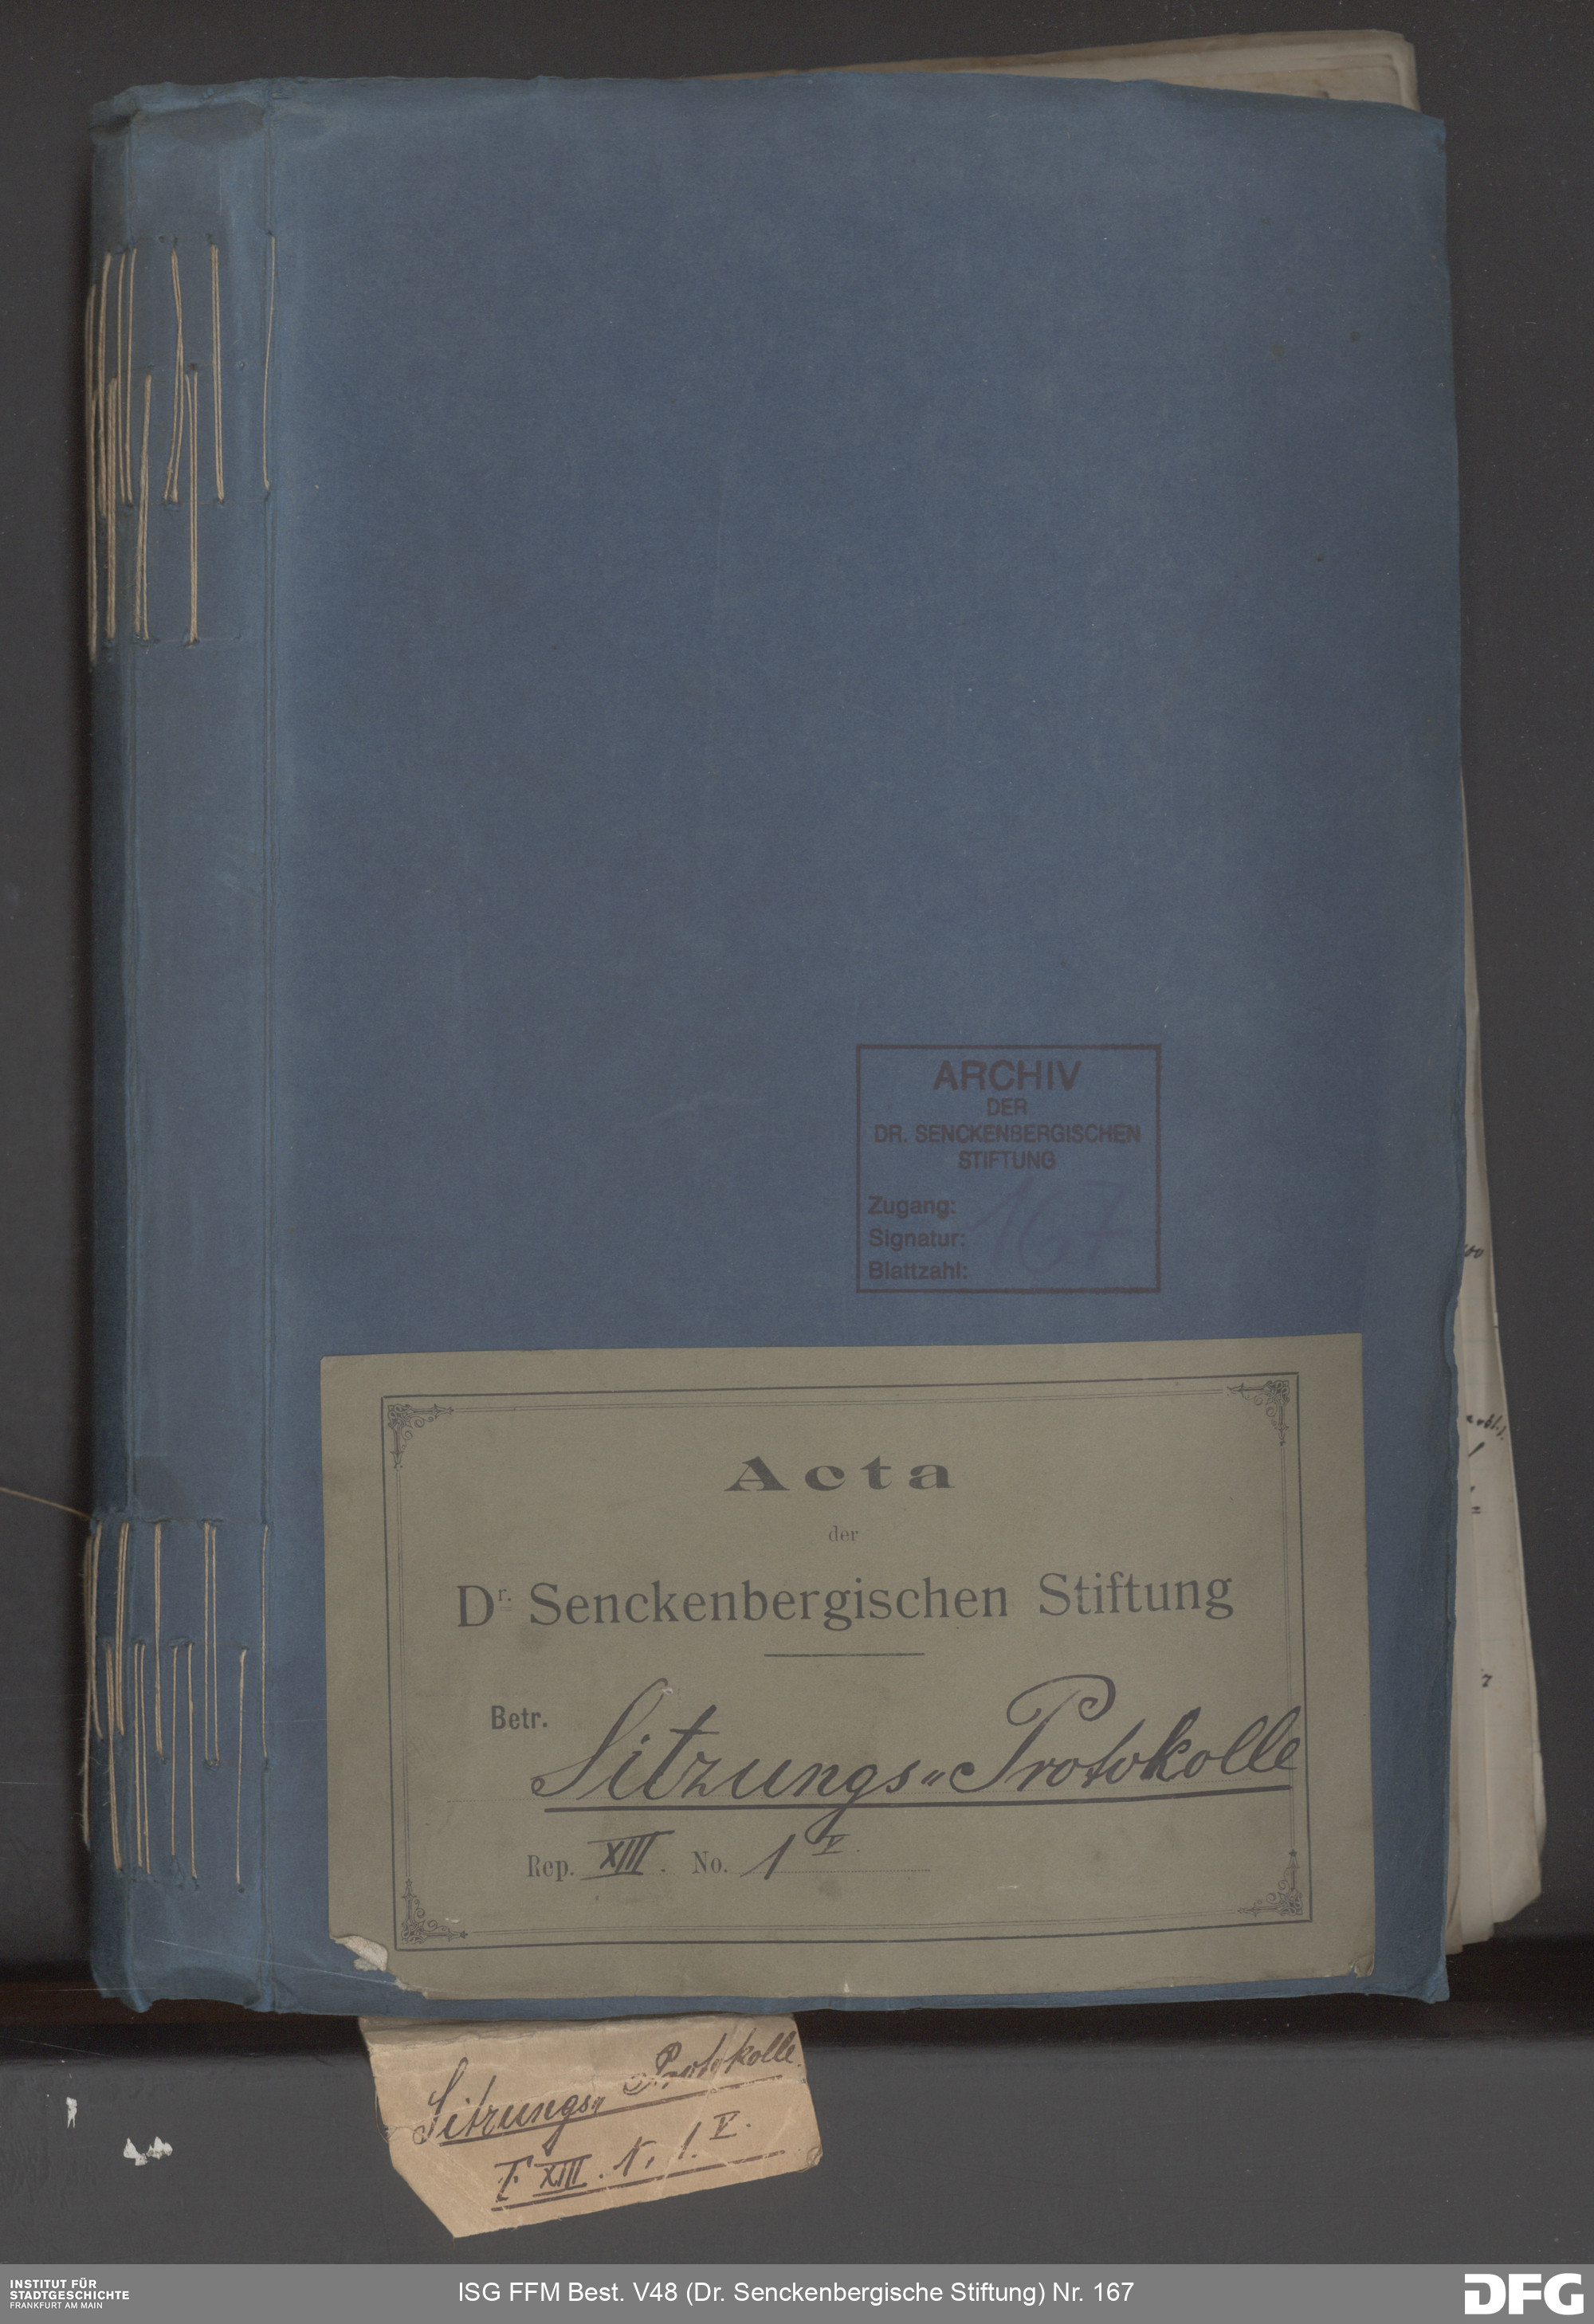 ARCHIV
DER
DR. SENCKENBERGISCHEN
STIFTUNG
Zugang:
Signatur: 167
Blattzahl:
Acta
der
Dr. Senckenbergischen Stiftung
Betr. Sitzungs„Protokolle
Rep. XIII. No. 1 V.
Sitzungs„Protokolle.
XIII. N. 1. V.
INSTITUT FÜR
STADTGESCHICHTE
FRANKFURT AM MAIN
ISG FFM Best. V48 (Dr. Senckenbergische Stiftung) Nr. 167
DFG